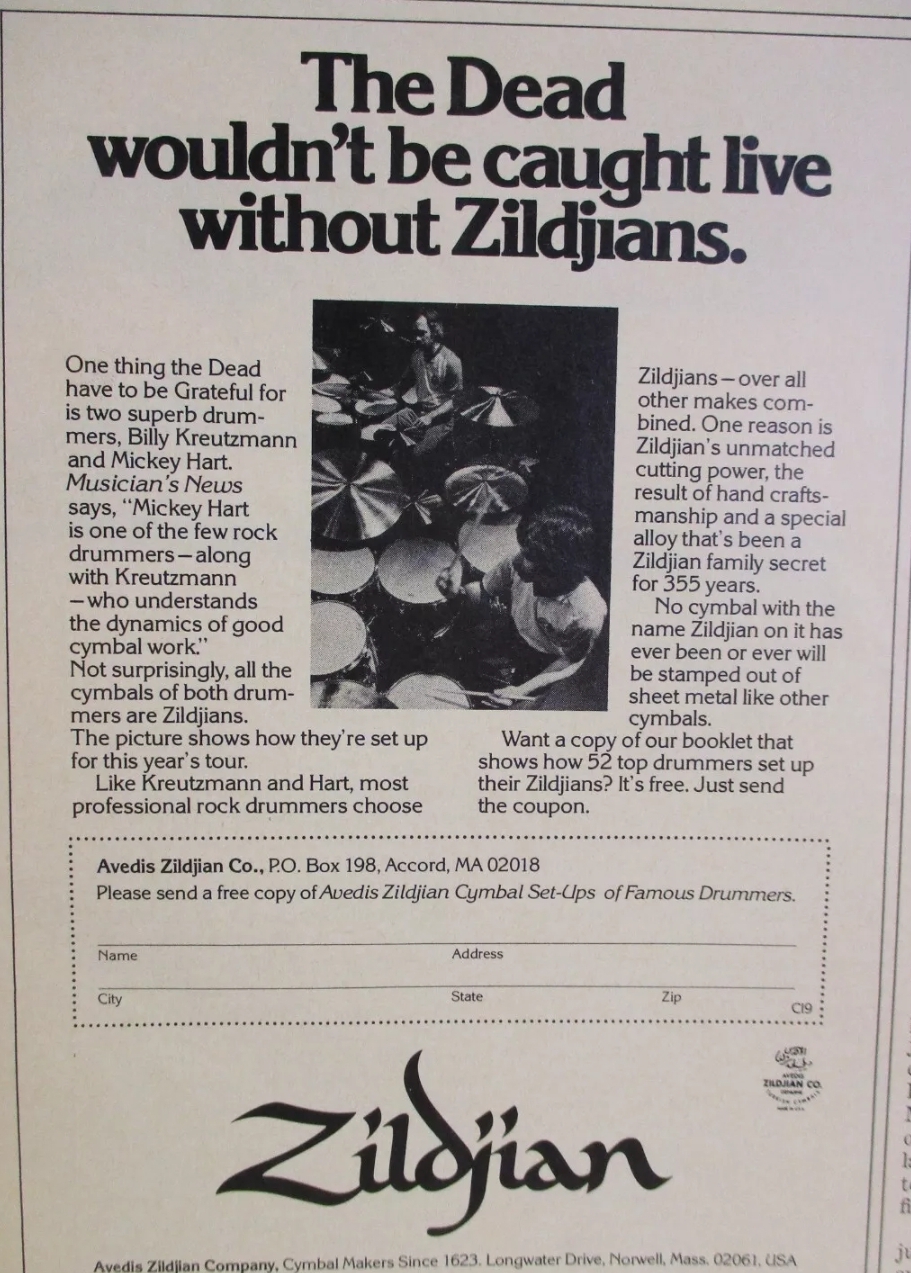 The Dead
wouldn't be caught live
without Zildjians.
One thing the Dead
have to be Grateful for
is two superb drum-
mers, Billy Kreutzmann
and Mickey Hart.
Musician's News
says, “Mickey Hart
is one of the few rock
drummers—along
with Kreutzmann
—who understands
the dynamics of good
cymbal work.”
Not surprisingly, all the
cymbals of both drum-
mers are Zildjians.
The picture shows how they're set up
for this year's tour.
Like Kreutzmann and Hart, most
professional rock drummers choose
Zildjians—over all
other makes com-
bined. One reason is
Zildjian's unmatched
cutting power, the
result of hand crafts-
manship and a special
alloy that's been a
Zildjian family secret
for 355 years.
No cymbal with the
name Zildjian on it has
ever been or ever will
be stamped out of
sheet metal like other
cymbals.
Want a copy of our booklet that
shows how 52 top drummers set up
their Zildjians? It's free. Just send
the coupon.
Avedis Zildjian Co., P.O. Box 198, Accord, MA 02018
Please send a free copy of Avedis Zildjian Cymbal Set-Ups of Famous Drummers.
Name Address
City State Zip
CI9
AVEDIS
ZILDJIAN CO.
Zildjian
Avedis Zildjian Company, Cymbal Makers Since 1623. Longwater Drive, Norwell, Mass. 02061, USA